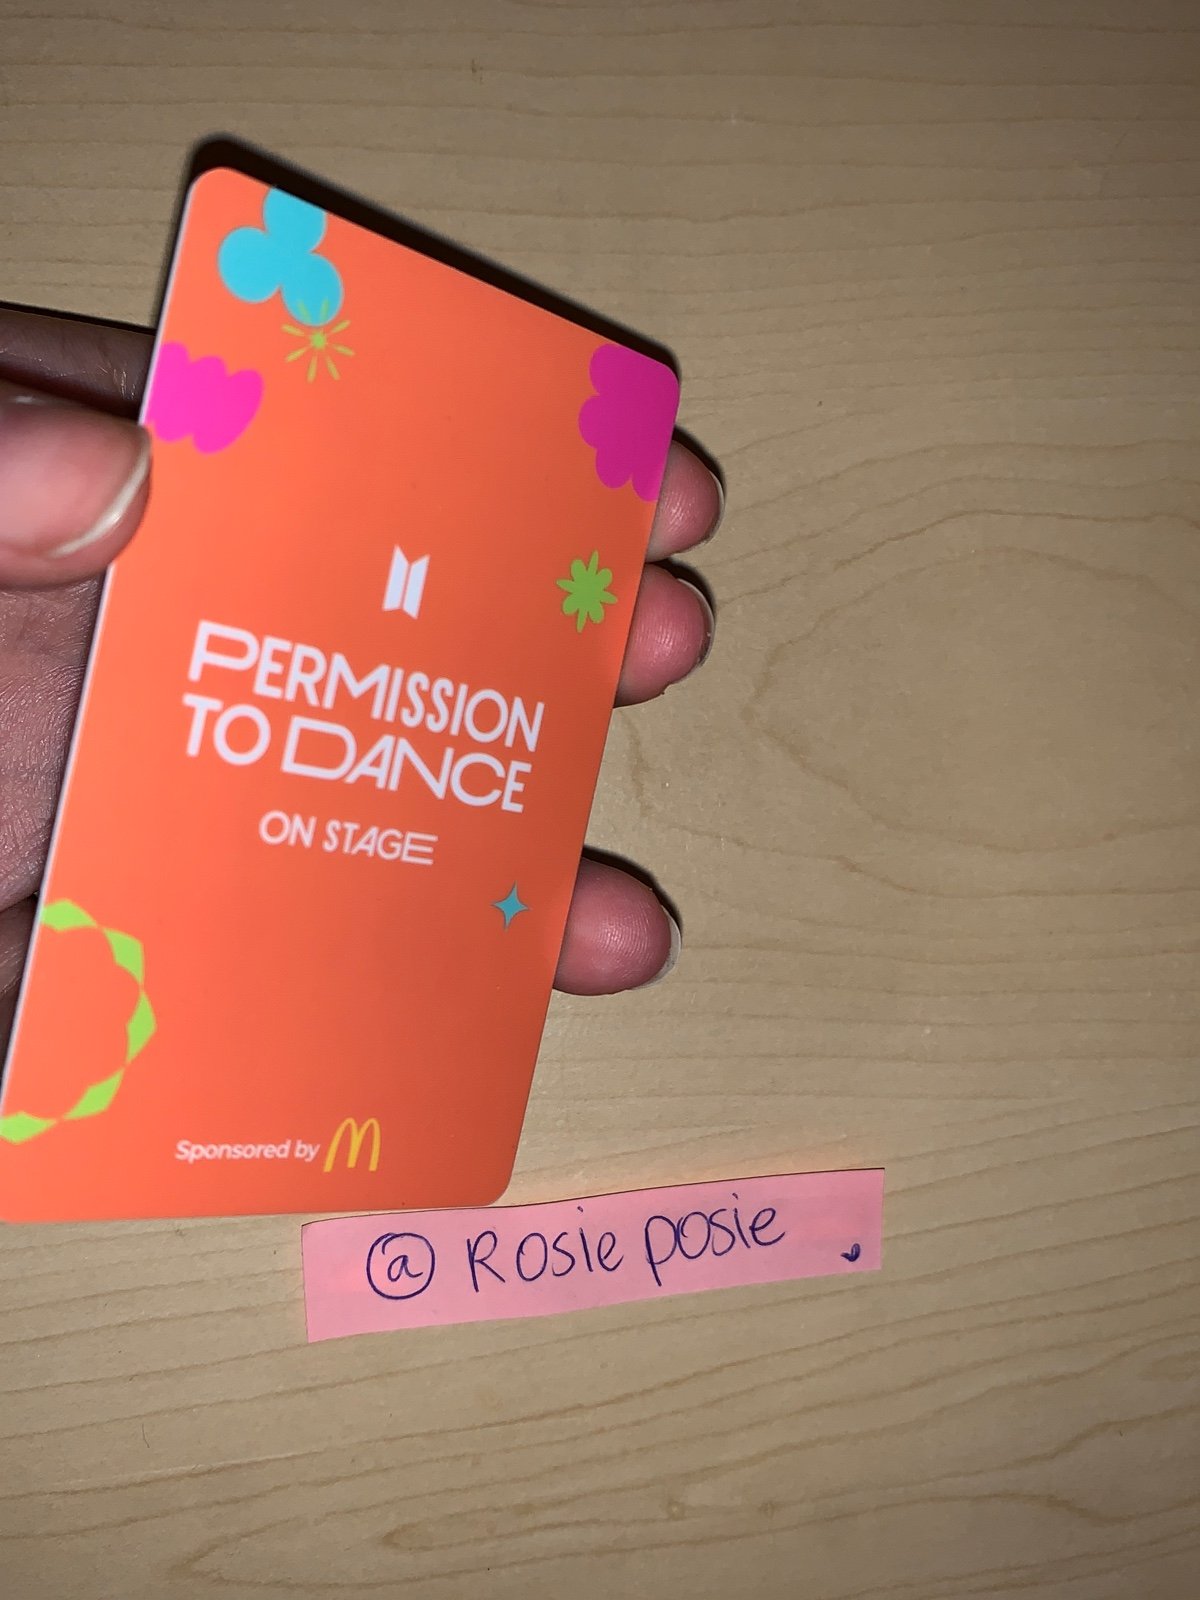 PERMISSION
TO DANCE
ON STAGE
Sponsored by
@ Rosie posie